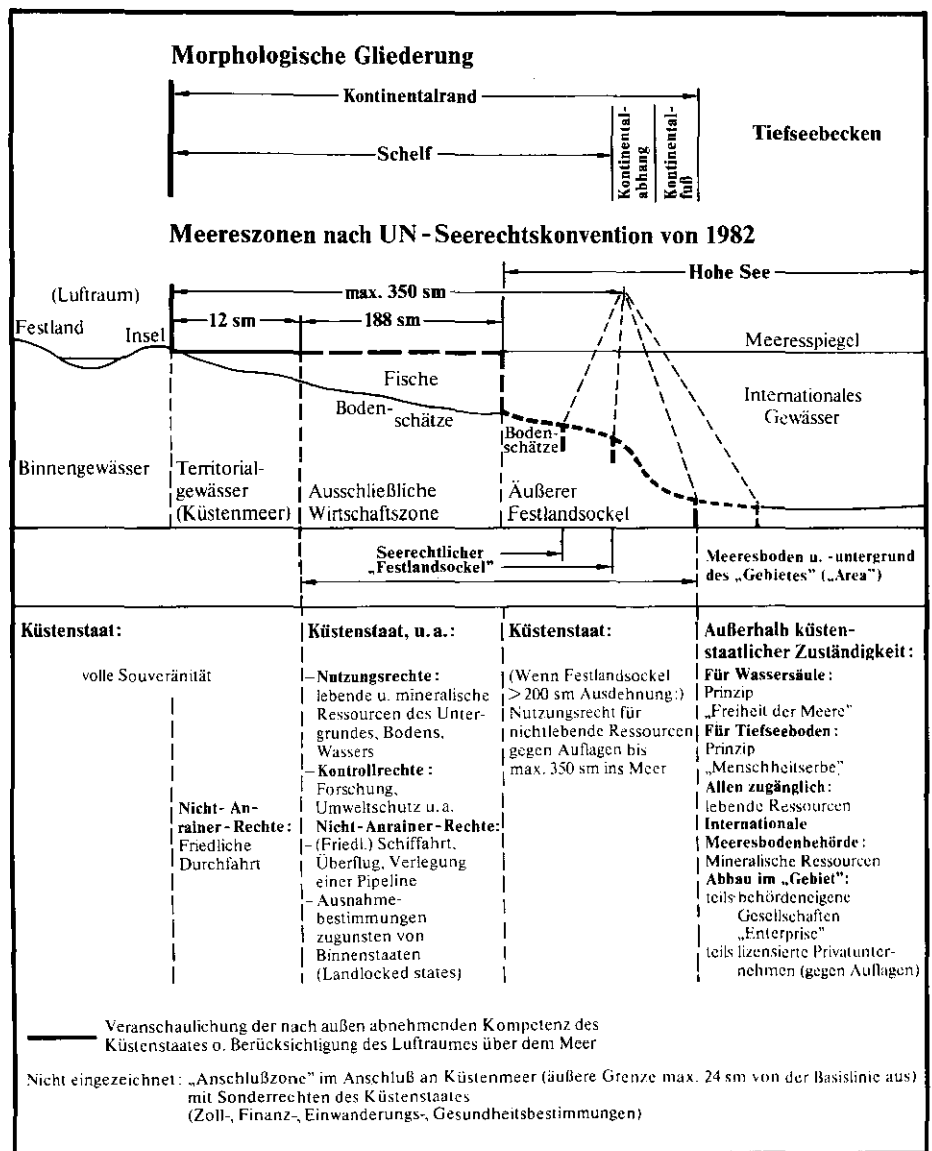 Morphologische Gliederung
Kontinentalrand
Schelf
Kontinental-
abhang
Kontinental-
fuß
Tiefseebecken
Meereszonen nach UN-Seerechtskonvention von 1982
Hohe See
(Luftraum)
max. 350 sm
12 sm
188 sm
Festland
Insel
Meeresspiegel
Fische
Boden-
schätze
Boden-
schätze
Internationales
Gewässer
Binnengewässer
Territorial-
gewässer
(Küstenmeer)
Ausschließliche
Wirtschaftszone
Äußerer
Festlandsockel
Seerechtlicher
„Festlandsockel"
Meeresboden u. -untergrund
des „Gebietes" („Area")
Küstenstaat:
volle Souveränität
Nicht-An-
rainer-Rechte:
Friedliche
Durchfahrt
Küstenstaat, u.a.:
– Nutzungsrechte:
lebende u. mineralische
Ressourcen des Unter-
grundes, Bodens,
Wassers
– Kontrollrechte:
Forschung,
Umweltschutz u.a.
Nicht-Anrainer-Rechte:
– (Friedl.) Schiffahrt,
Überflug, Verlegung
einer Pipeline
– Ausnahme-
bestimmungen
zugunsten von
Binnenstaaten
(Landlocked states)
Küstenstaat:
(Wenn Festlandsockel
>200 sm Ausdehnung:)
Nutzungsrecht für
nichtlebende Ressourcen
gegen Auflagen bis
max. 350 sm ins Meer
Außerhalb küsten-
staatlicher Zuständigkeit:
Für Wassersäule:
Prinzip
„Freiheit der Meere"
Für Tiefseeboden:
Prinzip
„Menschheitserbe"
Allen zugänglich:
lebende Ressourcen
Internationale
Meeresbodenbehörde:
Mineralische Ressourcen
Abbau im „Gebiet":
teils behördeneigene
Gesellschaften
„Enterprise"
teils lizensierte Privatunter-
nehmen (gegen Auflagen)
Veranschaulichung der nach außen abnehmenden Kompetenz des
Küstenstaates o. Berücksichtigung des Luftraumes über dem Meer
Nicht eingezeichnet: „Anschlußzone" im Anschluß an Küstenmeer (äußere Grenze max. 24 sm von der Basislinie aus)
mit Sonderrechten des Küstenstaates
(Zoll-, Finanz-, Einwanderungs-, Gesundheitsbestimmungen)